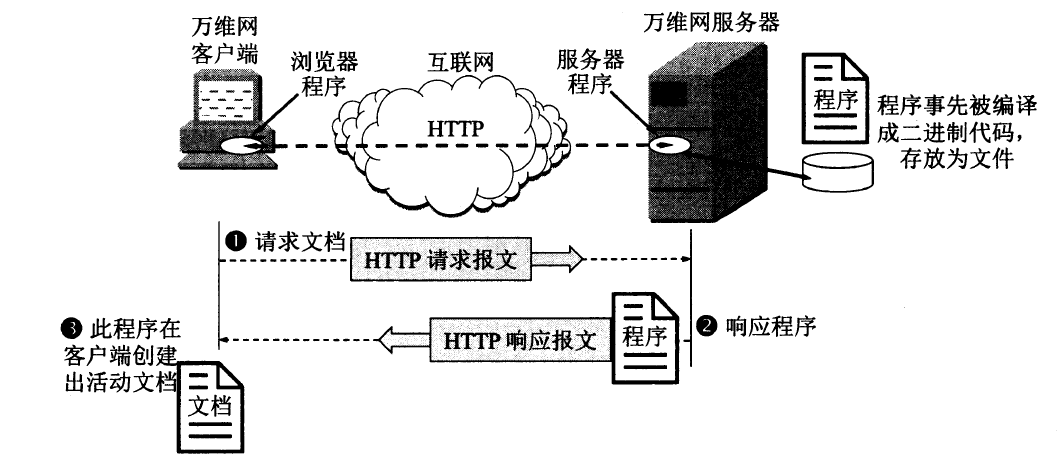 万维网
客户端
浏览器
程序
互联网
HTTP
服务器
程序
万维网服务器
程序
程序事先被编译
成二进制代码，
存放为文件
❶ 请求文档
HTTP 请求报文
❸ 此程序在
客户端创建
出活动文档
文档
HTTP 响应报文
程序
❷ 响应程序